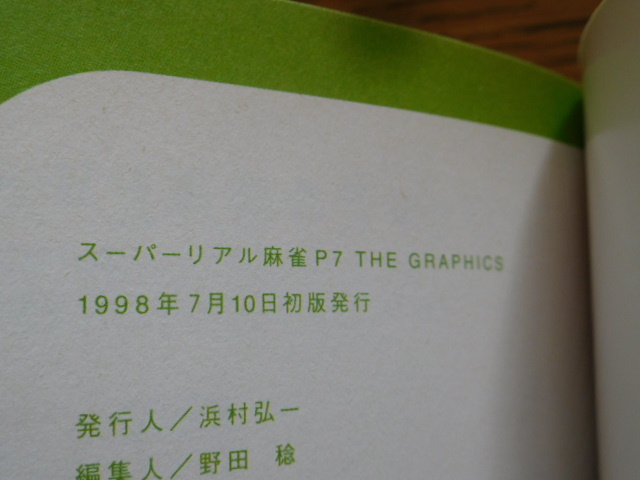 スーパーリアル麻雀P7 THE GRAPHICS
1998年7月10日初版発行
発行人／浜村弘一
編集人／野田 稔